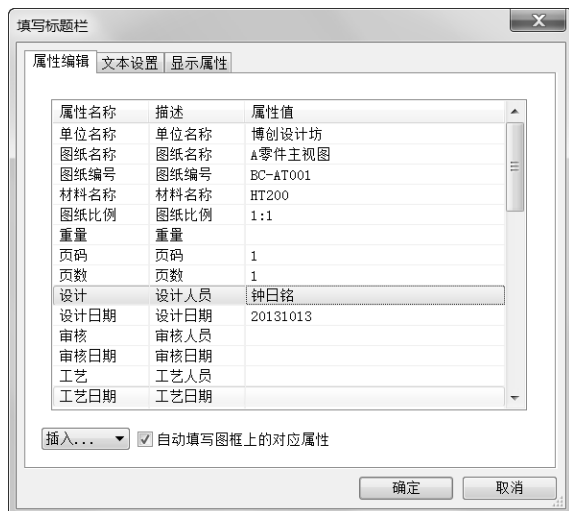 填写标题栏
属性编辑 文本设置 显示属性
属性名称 描述 属性值
单位名称 单位名称 博创设计坊
图纸名称 图纸名称 A零件主视图
图纸编号 图纸编号 BC-AT001
材料名称 材料名称 HT200
图纸比例 图纸比例 1:1
重量 重量
页码 页码 1
页数 页数 1
设计 设计人员 钟日铭
设计日期 设计日期 20131013
审核 审核人员
审核日期 审核日期
工艺 工艺人员
工艺日期 工艺日期
插入... 自动填写图框上的对应属性
确定 取消